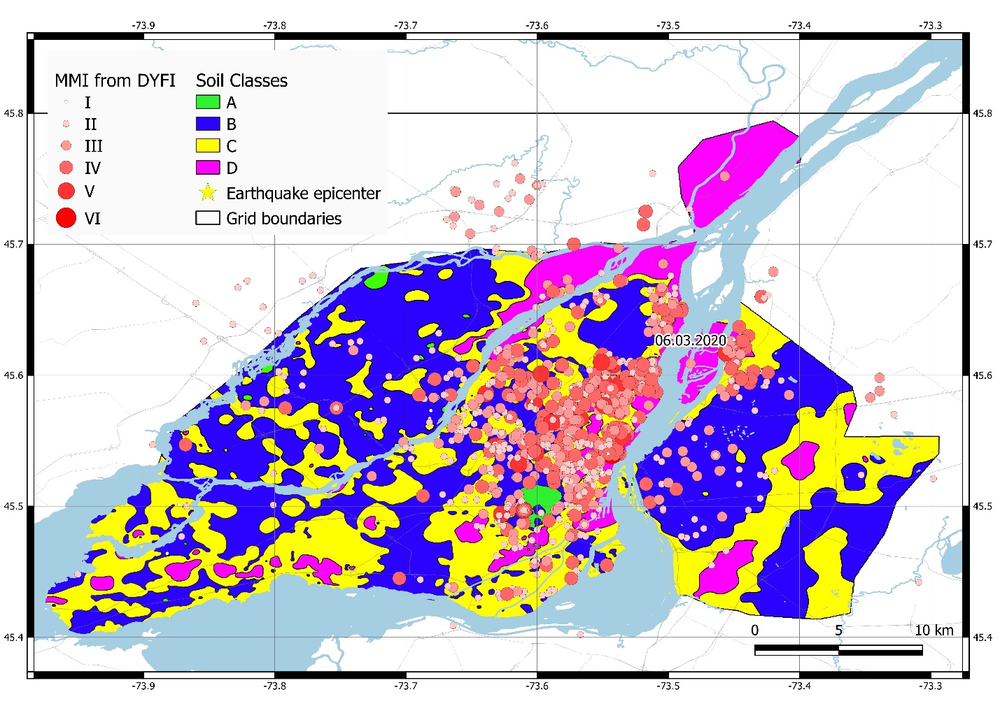 -73.9 -73.8 -73.7 -73.6 -73.5 -73.4 -73.3
MMI from DYFI
I
II
III
IV
V
VI
Soil Classes
A
B
C
D
Earthquake epicenter
Grid boundaries
45.8 45.8
45.7 45.7
06.03.2020
45.6 45.6
45.5 45.5
0 5 10 km
45.4 45.4
-73.9 -73.8 -73.7 -73.6 -73.5 -73.4 -73.3